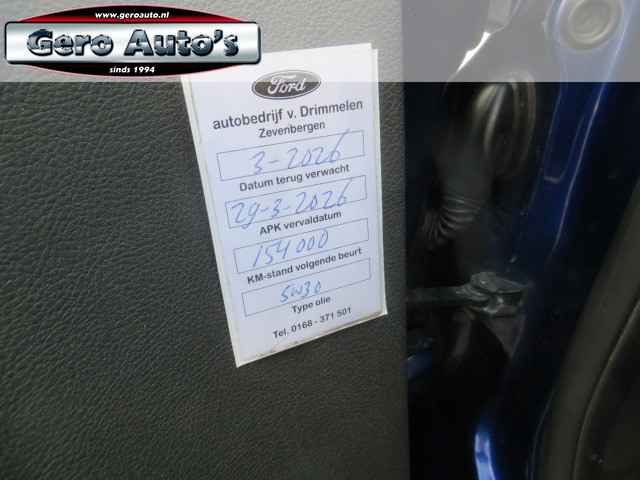 www.geroauto.nl
Gero Auto's
sinds 1994
Ford
autobedrijf v. Drimmelen
Zevenbergen
3-2026
Datum terug verwacht
29-3-2026
APK vervaldatum
154000
KM-stand volgende beurt
5w30
Type olie
Tel. 0168 - 371 501